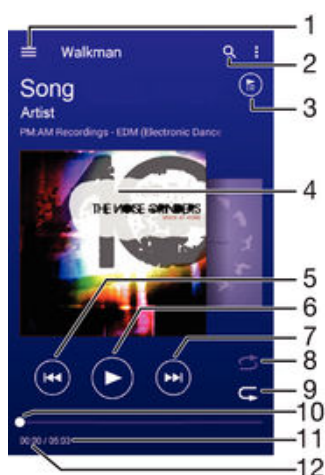 1
Walkman
2
Song
3
Artist
PM:AM Recordings - EDM (Electronic Dance
4
10
THE NOISE GRINDERS
5
6
7
8
9
10
00:00 / 05:03
11
12